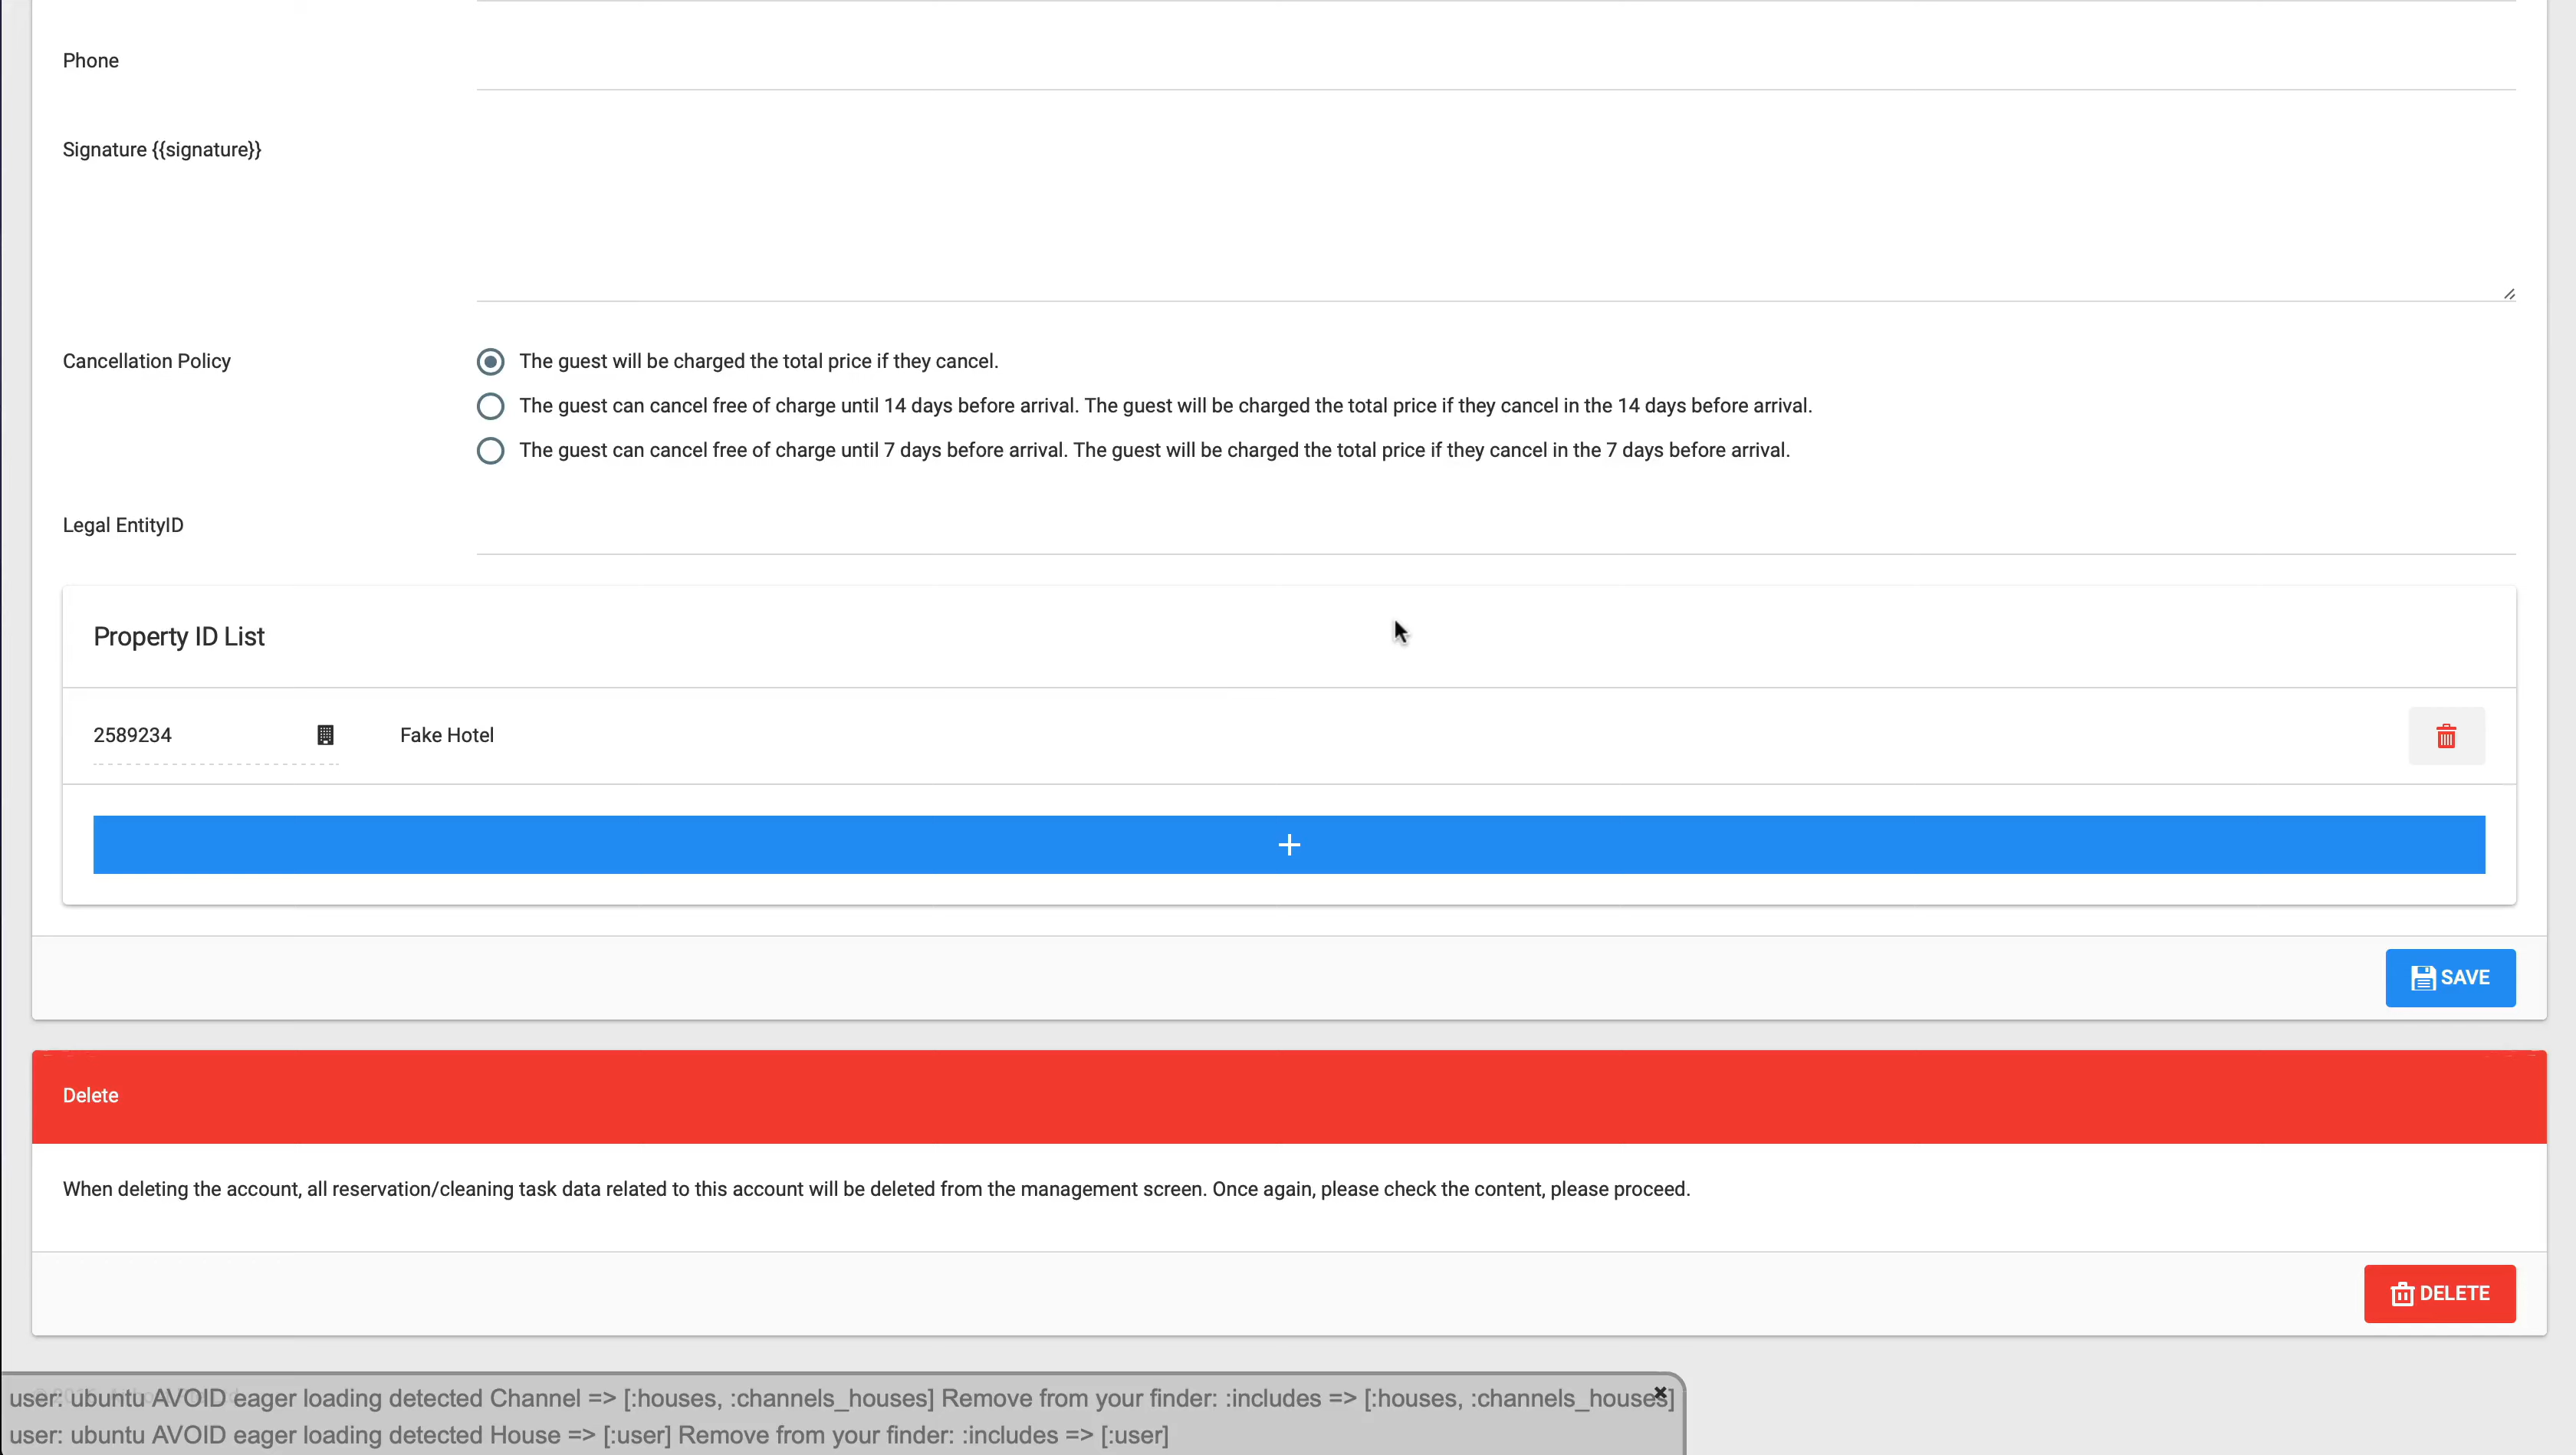 Phone
Signature {{signature}}
Cancellation Policy
The guest will be charged the total price if they cancel.
The guest can cancel free of charge until 14 days before arrival. The guest will be charged the total price if they cancel in the 14 days before arrival.
The guest can cancel free of charge until 7 days before arrival. The guest will be charged the total price if they cancel in the 7 days before arrival.
Legal EntityID
Property ID List
2589234 Fake Hotel
+
SAVE
Delete
When deleting the account, all reservation/cleaning task data related to this account will be deleted from the management screen. Once again, please check the content, please proceed.
DELETE
user: ubuntu AVOID eager loading detected Channel => [:houses, :channels_houses] Remove from your finder: :includes => [:houses, :channels_houses]
user: ubuntu AVOID eager loading detected House => [:user] Remove from your finder: :includes => [:user]